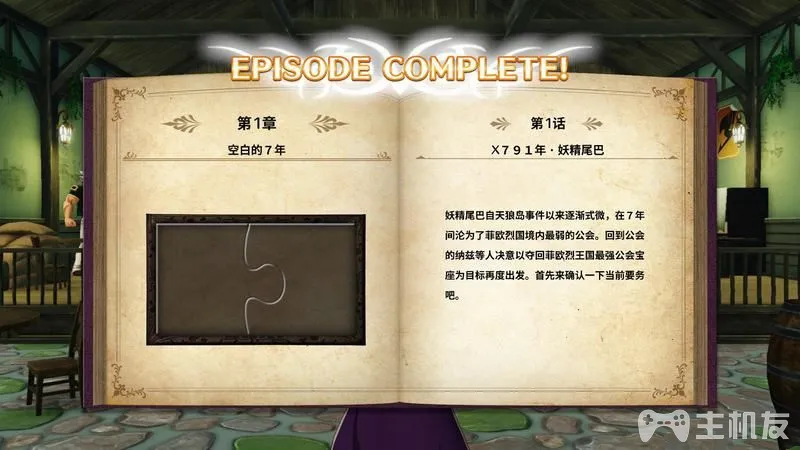 EPISODE COMPLETE!
第1章
空白的7年
第1话
X791年·妖精尾巴
妖精尾巴自天狼岛事件以来逐渐式微，在7年
间沦为了菲欧烈国境内最弱的公会。回到公会
的纳兹等人决意以夺回菲欧烈王国最强公会宝
座为目标再度出发。首先来确认一下当前要务
吧。
主机友